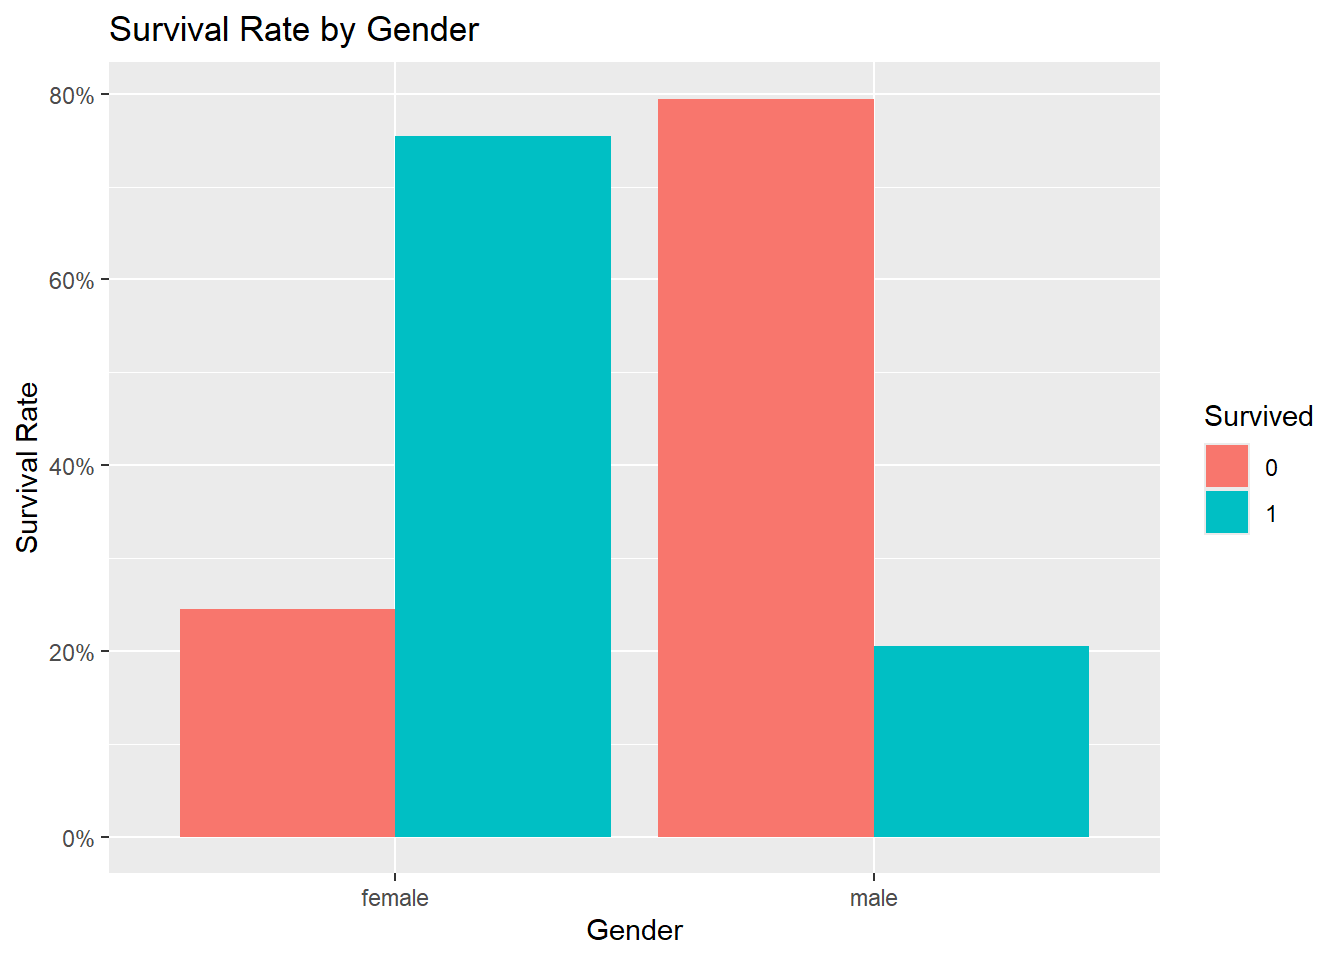 Survival Rate by Gender
80%
60%
40%
20%
0%
Survival Rate
female
male
Gender
Survived
0
1